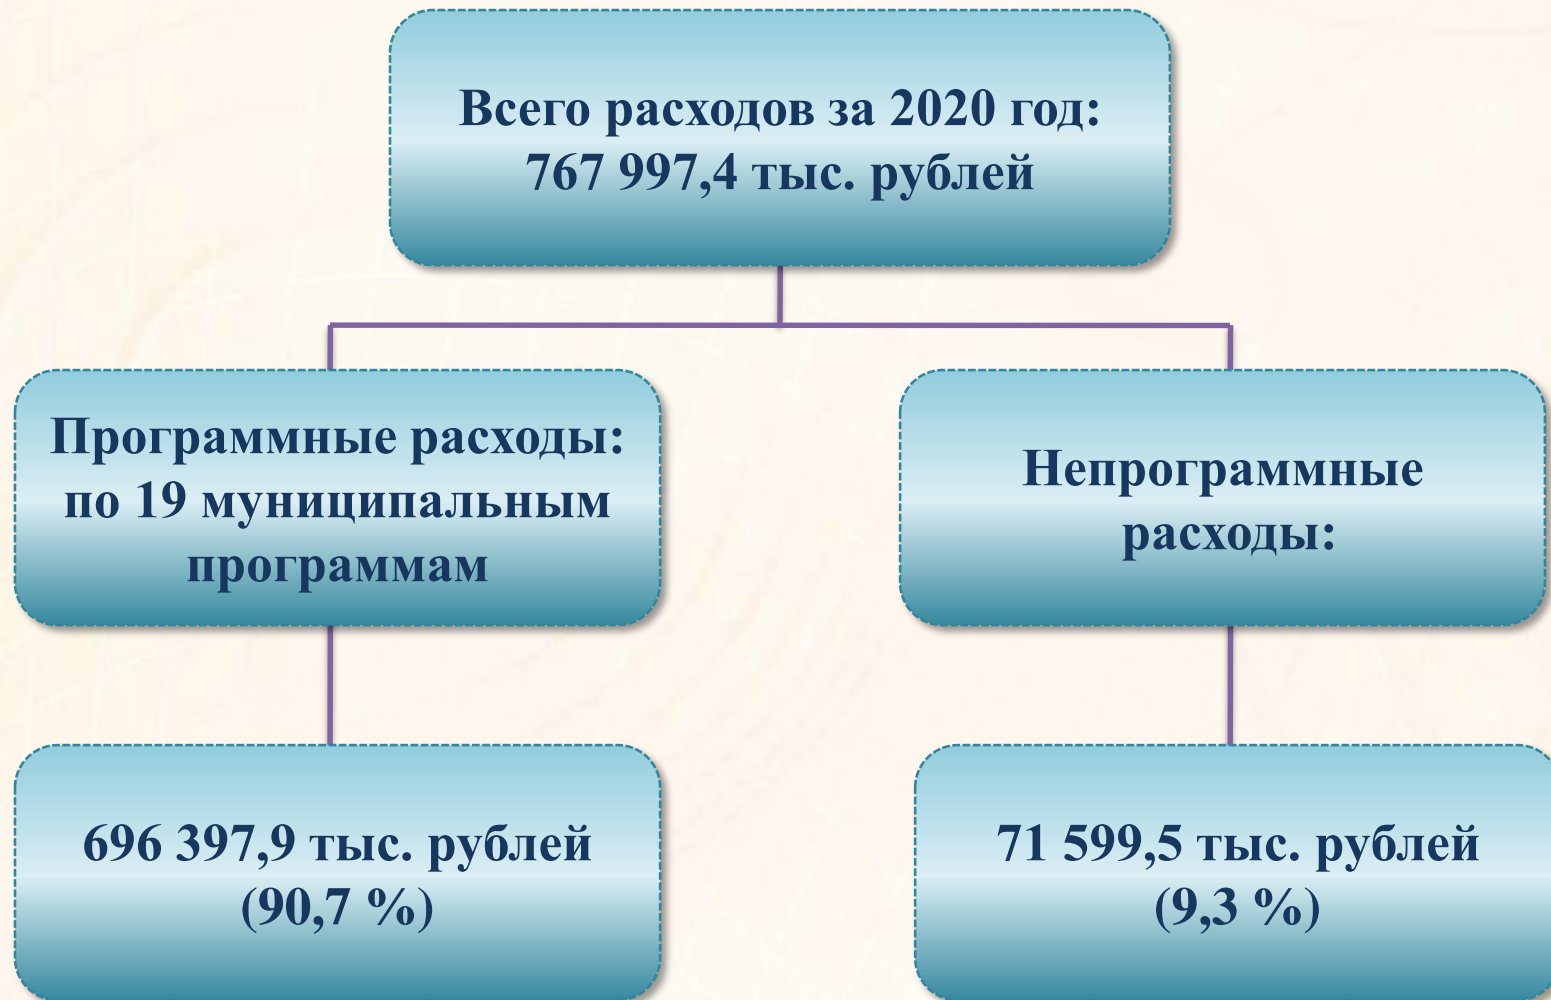 Всего расходов за 2020 год:
767 997,4 тыс. рублей
Программные расходы:
по 19 муниципальным
программам
Непрограммные
расходы:
696 397,9 тыс. рублей
(90,7 %)
71 599,5 тыс. рублей
(9,3 %)